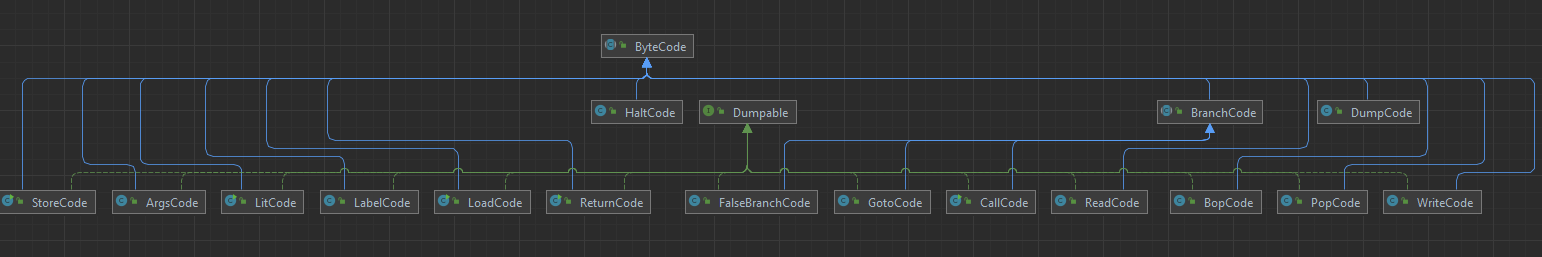 ByteCode
HaltCode Dumpable BranchCode DumpCode
StoreCode ArgsCode LitCode LabelCode LoadCode ReturnCode FalseBranchCode GotoCode CallCode ReadCode BopCode PopCode WriteCode